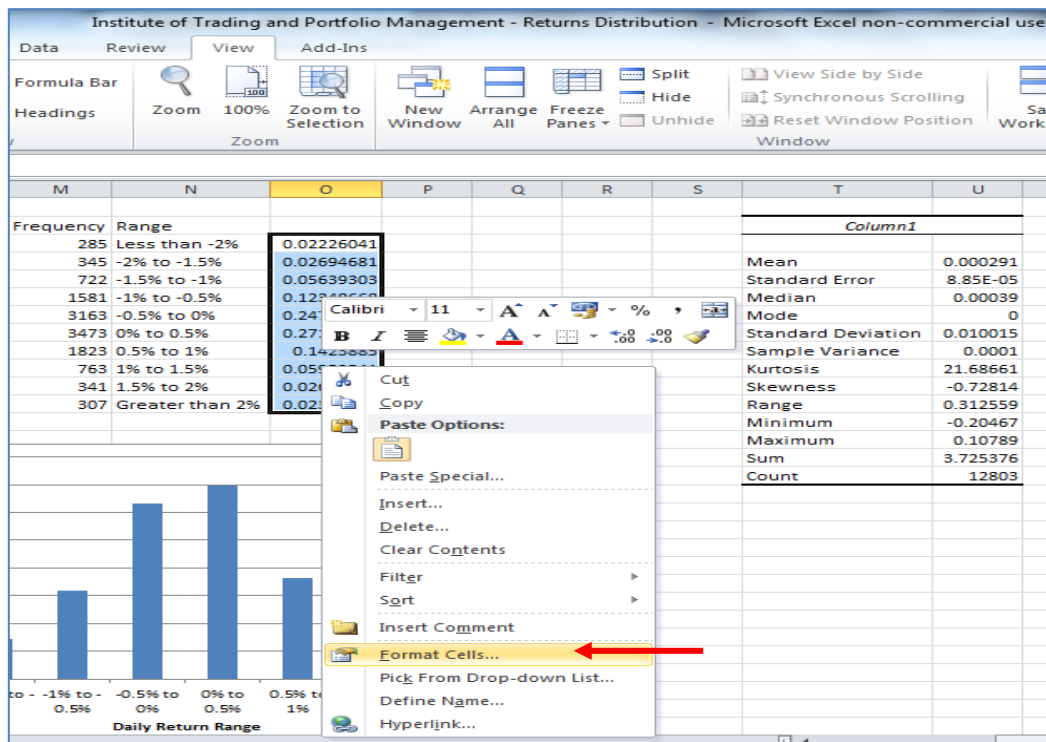 Institute of Trading and Portfolio Management - Returns Distribution - Microsoft Excel non-commercial use
Data Review View Add-Ins
Formula Bar
Headings
Zoom 100% Zoom to Selection
Zoom
New Window Arrange All Freeze Panes
Split
Hide
Unhide
View Side by Side
Synchronous Scrolling
Reset Window Position
Window
Sa
Work
M N O P Q R S T U
Frequency Range
285 Less than -2% 0.02226041
345 -2% to -1.5% 0.02694681
722 -1.5% to -1% 0.05639303
1581 -1% to -0.5%
3163 -0.5% to 0%
3473 0% to 0.5%
1823 0.5% to 1%
763 1% to 1.5%
341 1.5% to 2%
307 Greater than 2%
Column1
Mean 0.000291
Standard Error 8.85E-05
Median 0.00039
Mode 0
Standard Deviation 0.010015
Sample Variance 0.0001
Kurtosis 21.68661
Skewness -0.72814
Range 0.312559
Minimum -0.20467
Maximum 0.10789
Sum 3.725376
Count 12803
Calibri 11 A A % ,
B I A .00 .00
Cut
Copy
Paste Options:
Paste Special...
Insert...
Delete...
Clear Contents
Filter
Sort
Insert Comment
Format Cells...
Pick From Drop-down List...
Define Name...
Hyperlink...
to - -1% to - -0.5% to 0% to 0.5% t
0.5% 0% 0.5% 1%
Daily Return Range